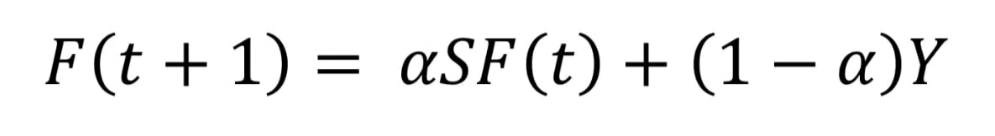 F(t + 1) = αSF(t) + (1 − α)Y